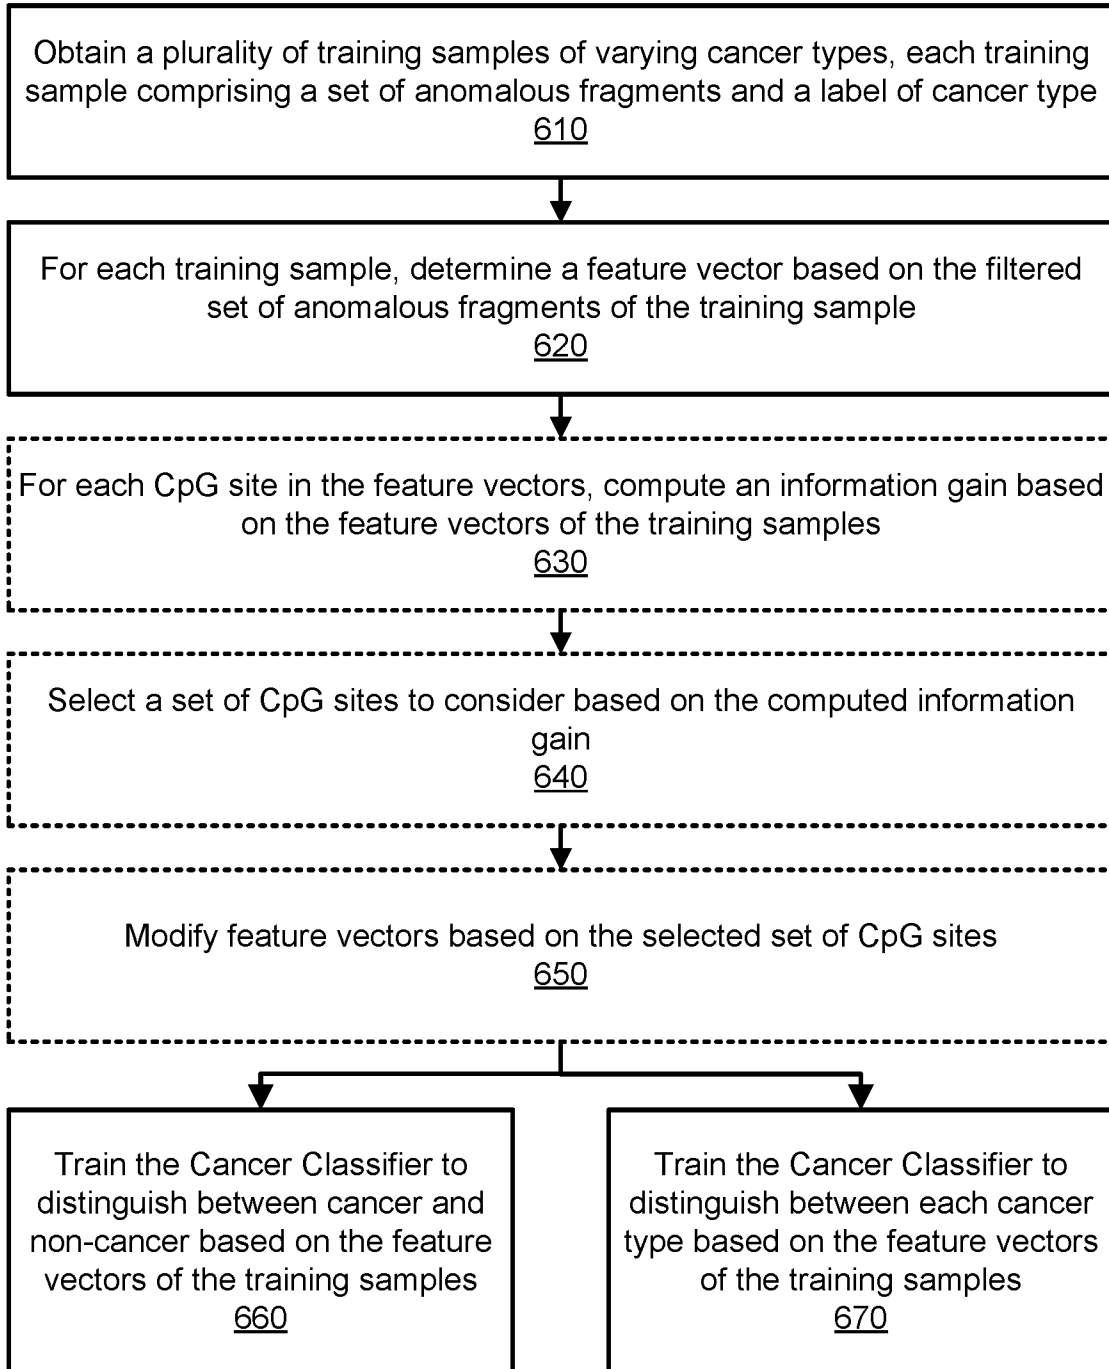 Obtain a plurality of training samples of varying cancer types, each training
sample comprising a set of anomalous fragments and a label of cancer type
610
For each training sample, determine a feature vector based on the filtered
set of anomalous fragments of the training sample
620
For each CpG site in the feature vectors, compute an information gain based
on the feature vectors of the training samples
630
Select a set of CpG sites to consider based on the computed information
gain
640
Modify feature vectors based on the selected set of CpG sites
650
Train the Cancer Classifier to
distinguish between cancer and
non-cancer based on the feature
vectors of the training samples
660
Train the Cancer Classifier to
distinguish between each cancer
type based on the feature vectors
of the training samples
670